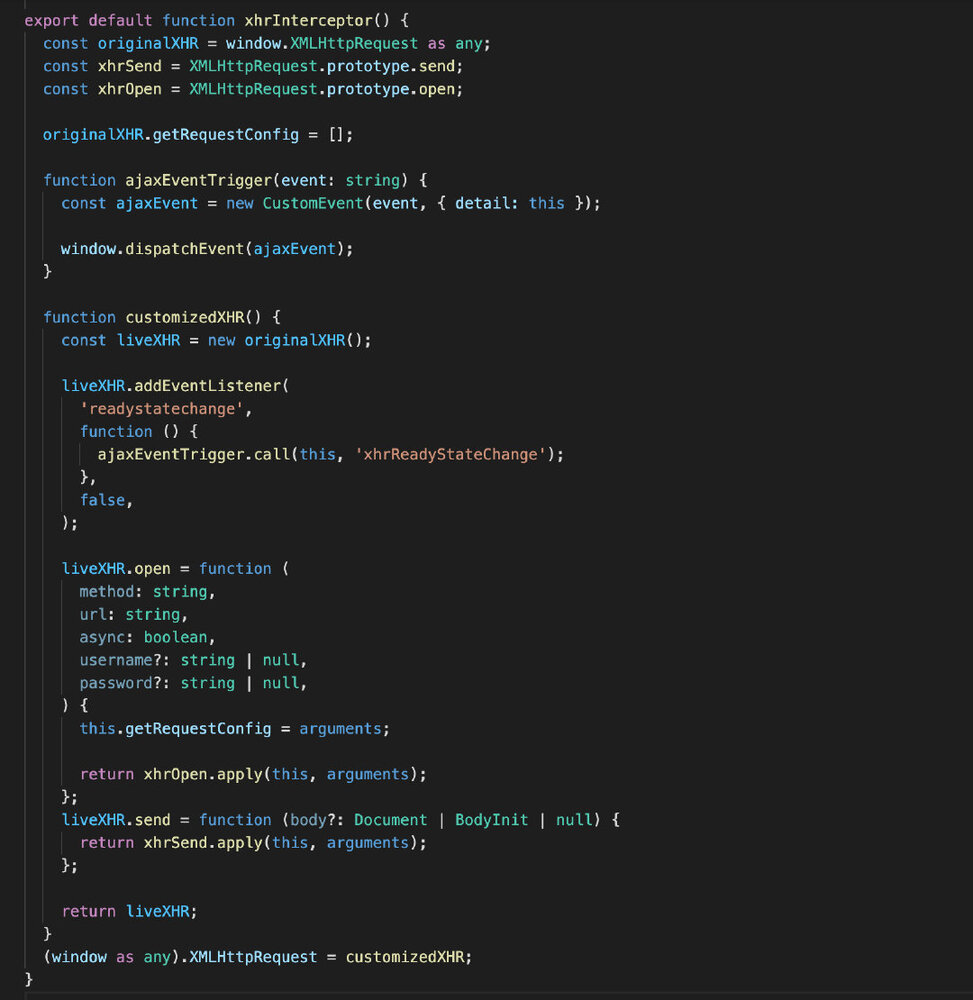 export default function xhrInterceptor() {
  const originalXHR = window.XMLHttpRequest as any;
  const xhrSend = XMLHttpRequest.prototype.send;
  const xhrOpen = XMLHttpRequest.prototype.open;

  originalXHR.getRequestConfig = [];

  function ajaxEventTrigger(event: string) {
    const ajaxEvent = new CustomEvent(event, { detail: this });

    window.dispatchEvent(ajaxEvent);
  }

  function customizedXHR() {
    const liveXHR = new originalXHR();

    liveXHR.addEventListener(
      'readystatechange',
      function () {
        ajaxEventTrigger.call(this, 'xhrReadyStateChange');
      },
      false,
    );

    liveXHR.open = function (
      method: string,
      url: string,
      async: boolean,
      username?: string | null,
      password?: string | null,
    ) {
      this.getRequestConfig = arguments;

      return xhrOpen.apply(this, arguments);
    };
    liveXHR.send = function (body?: Document | BodyInit | null) {
      return xhrSend.apply(this, arguments);
    };

    return liveXHR;
  }
  (window as any).XMLHttpRequest = customizedXHR;
}